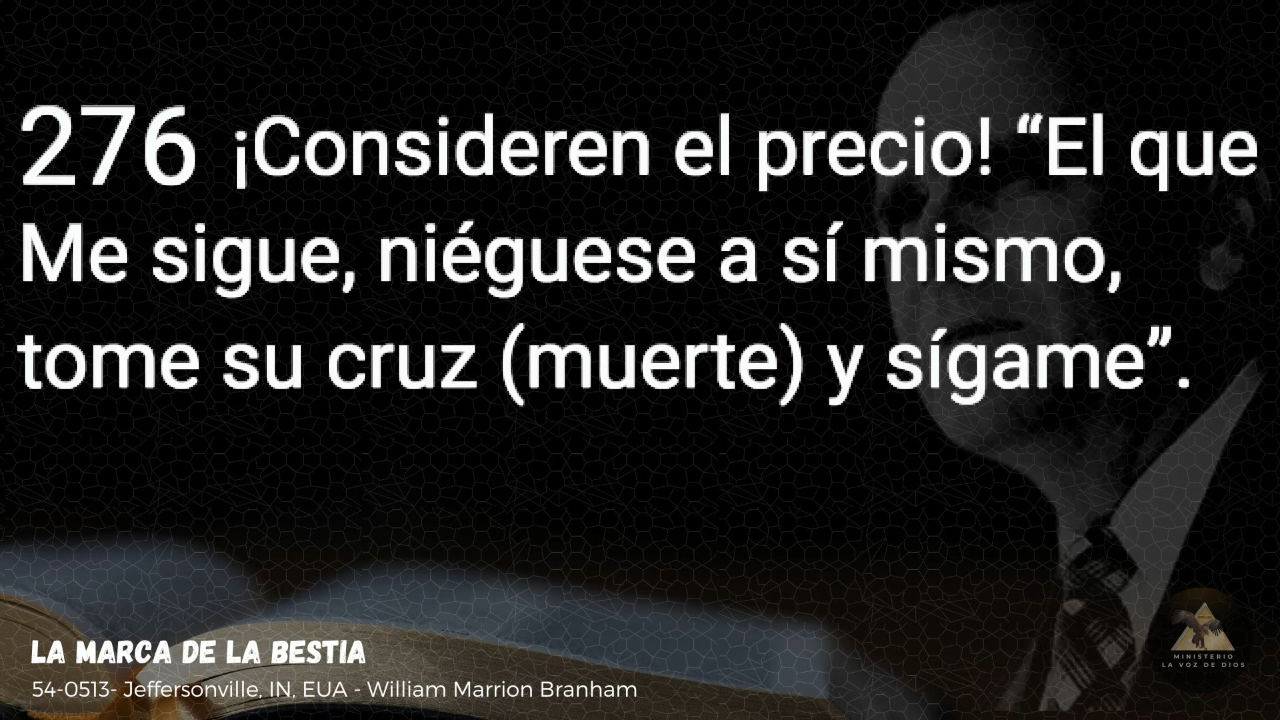 276 ¡Consideren el precio! “El que
Me sigue, niéguese a sí mismo,
tome su cruz (muerte) y sígame”.
LA MARCA DE LA BESTIA
54-0513- Jeffersonville, IN, EUA - William Marrion Branham
MINISTERIO
LA VOZ DE DIOS